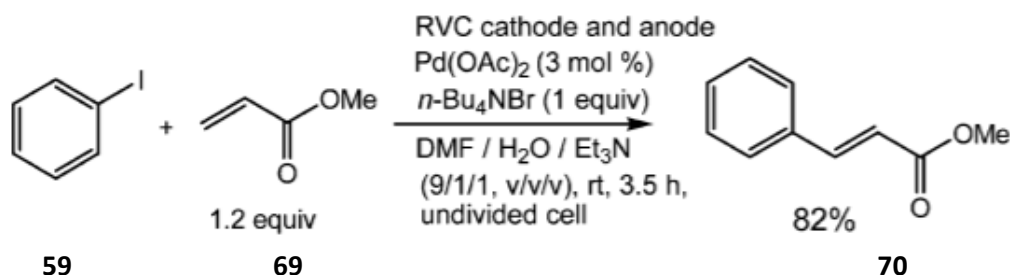 RVC cathode and anode
Pd(OAc)2 (3 mol %)
n-Bu4NBr (1 equiv)
DMF / H2O / Et3N
(9/1/1, v/v/v), rt, 3.5 h,
undivided cell
I
+
OMe
O
1.2 equiv
OMe
O
82%
59
69
70